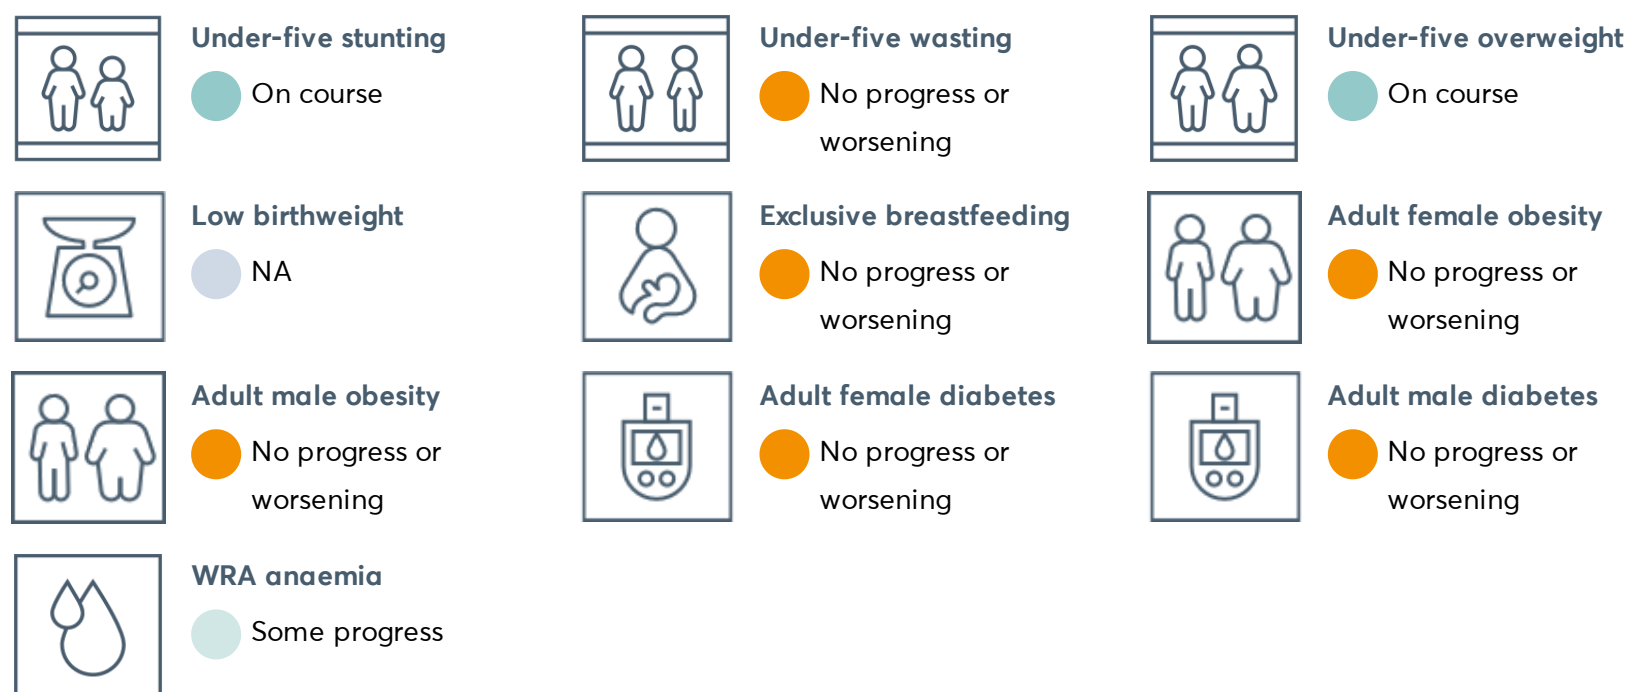 Under-five stunting
On course
Under-five wasting
No progress or
worsening
Under-five overweight
On course
Low birthweight
NA
Exclusive breastfeeding
No progress or
worsening
Adult female obesity
No progress or
worsening
Adult male obesity
No progress or
worsening
Adult female diabetes
No progress or
worsening
Adult male diabetes
No progress or
worsening
WRA anaemia
Some progress